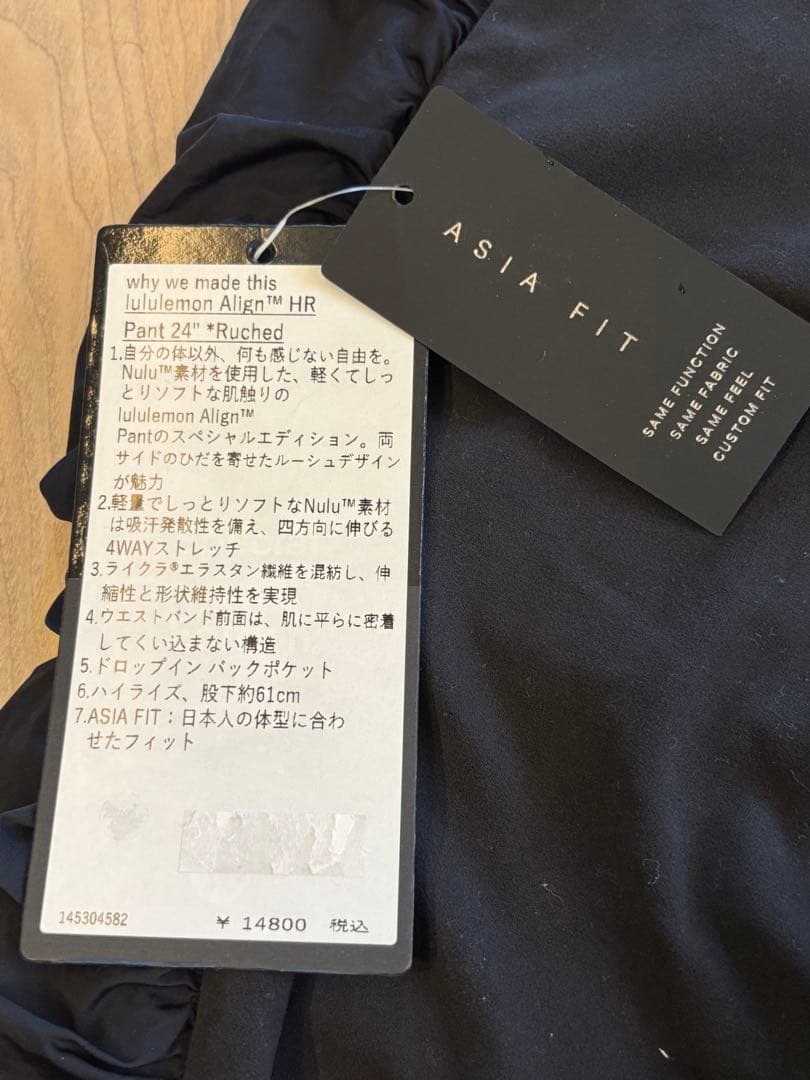 ASIA FIT
SAME FUNCTION
SAME FABRIC
SAME FEEL
CUSTOM FIT
why we made this
lululemon Align™ HR
Pant 24" *Ruched
1.自分の体以外、何も感じない自由を。
Nulu™素材を使用した、軽くてしっ
とりソフトな肌触りの
lululemon Align™
Pantのスペシャルエディション。両
サイドのひだを寄せたルーシュデザイン
が魅力
2.軽量でしっとりソフトなNulu™素材
は吸汗発散性を備え、四方向に伸びる
4WAYストレッチ
3.ライクラ®エラスタン繊維を混紡し、伸
縮性と形状維持性を実現
4.ウエストバンド前面は、肌に平らに密着
してくい込まない構造
5.ドロップイン バックポケット
6.ハイライズ、股下約61cm
7.ASIA FIT：日本人の体型に合わ
せたフィット
145304582
¥ 14800 税込